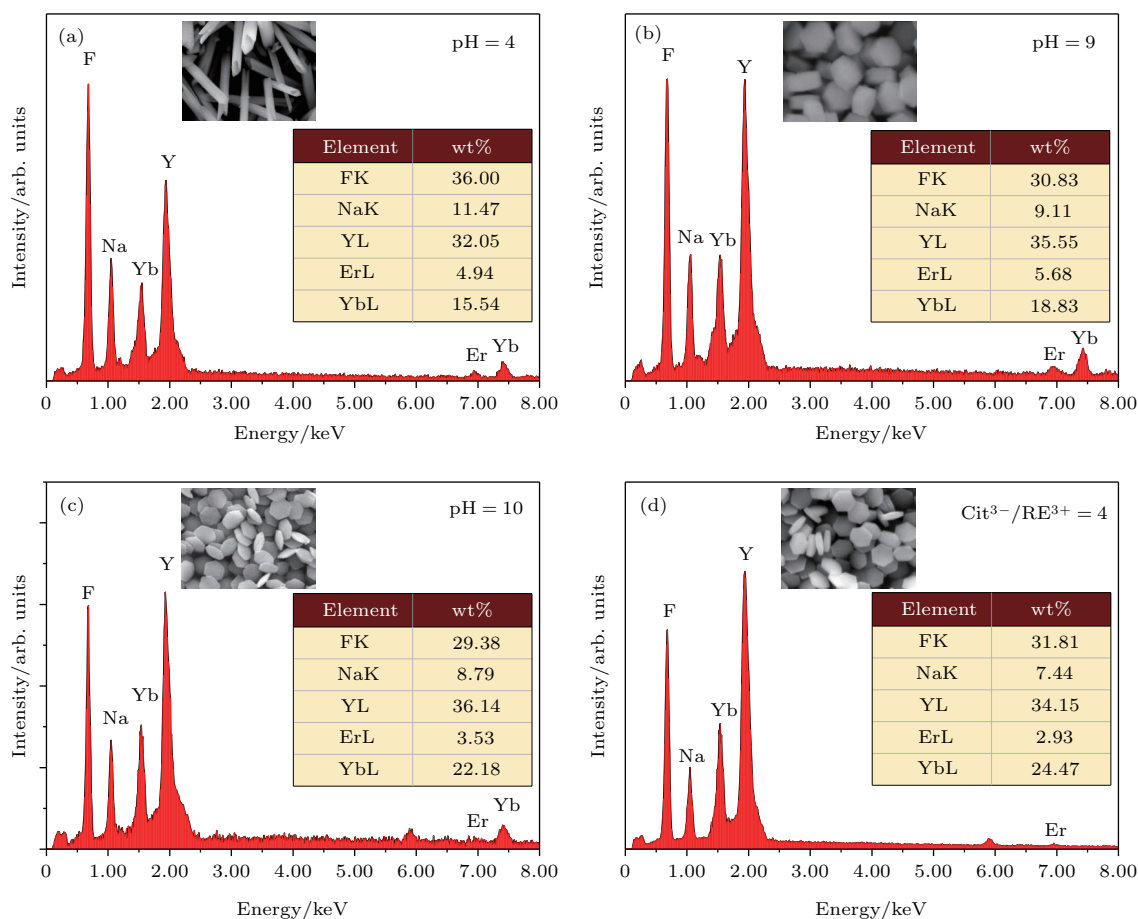 (a)
pH = 4
F
Na
Yb
Y
Er
Yb
Element wt%
FK 36.00
NaK 11.47
YL 32.05
ErL 4.94
YbL 15.54
Intensity/arb. units
0 1.00 2.00 3.00 4.00 5.00 6.00 7.00 8.00
Energy/keV
(b)
pH = 9
F
Na
Yb
Y
Er
Yb
Element wt%
FK 30.83
NaK 9.11
YL 35.55
ErL 5.68
YbL 18.83
Intensity/arb. units
0 1.00 2.00 3.00 4.00 5.00 6.00 7.00 8.00
Energy/keV
(c)
pH = 10
F
Na
Yb
Y
Er
Yb
Element wt%
FK 29.38
NaK 8.79
YL 36.14
ErL 3.53
YbL 22.18
Intensity/arb. units
0 1.00 2.00 3.00 4.00 5.00 6.00 7.00 8.00
Energy/keV
(d)
Cit³⁻/RE³⁺ = 4
F
Na
Yb
Y
Er
Element wt%
FK 31.81
NaK 7.44
YL 34.15
ErL 2.93
YbL 24.47
Intensity/arb. units
0 1.00 2.00 3.00 4.00 5.00 6.00 7.00 8.00
Energy/keV